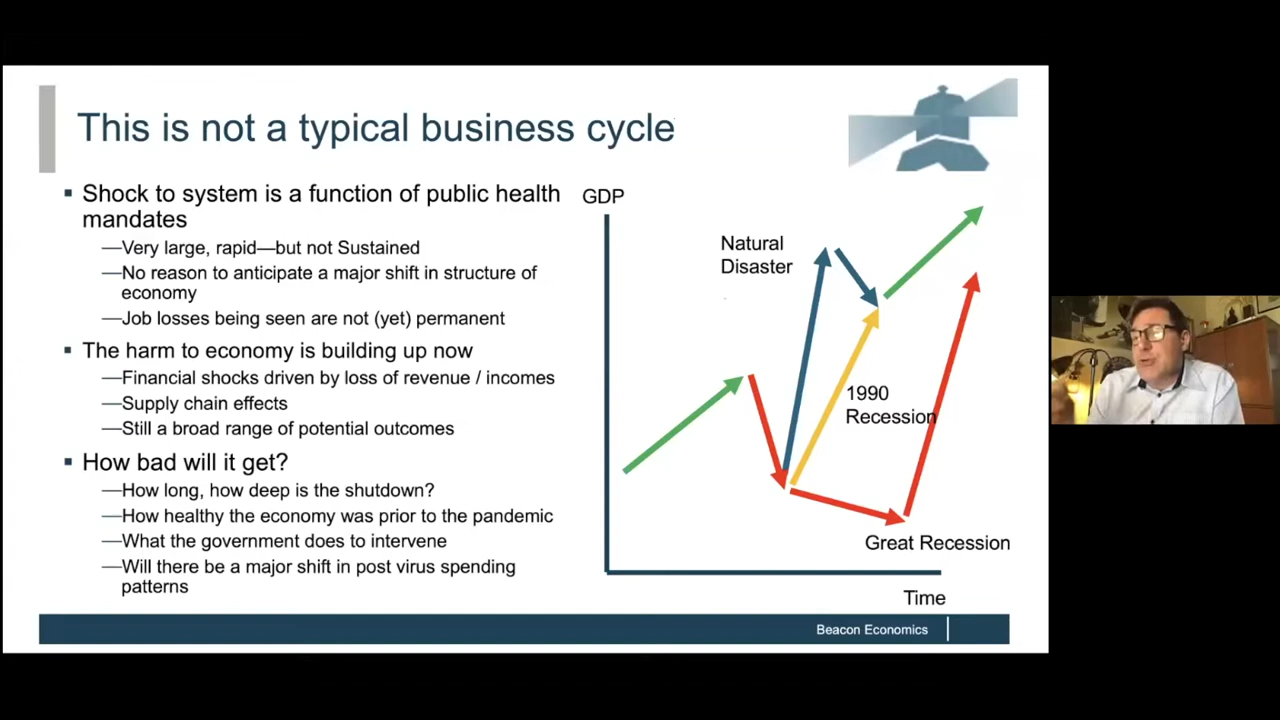 This is not a typical business cycle
▪ Shock to system is a function of public health
mandates
—Very large, rapid—but not Sustained
—No reason to anticipate a major shift in structure of
economy
—Job losses being seen are not (yet) permanent
▪ The harm to economy is building up now
—Financial shocks driven by loss of revenue / incomes
—Supply chain effects
—Still a broad range of potential outcomes
▪ How bad will it get?
—How long, how deep is the shutdown?
—How healthy the economy was prior to the pandemic
—What the government does to intervene
—Will there be a major shift in post virus spending
patterns
GDP
Natural
Disaster
1990
Recession
Great Recession
Time
Beacon Economics